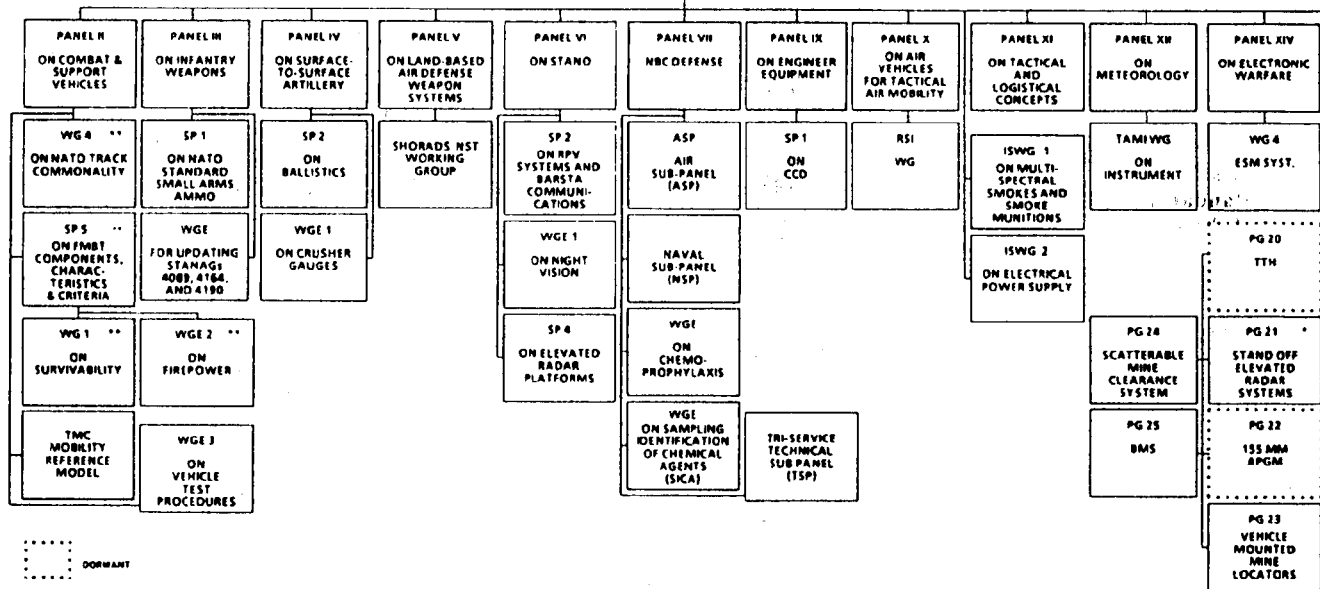 PANEL II
ON COMBAT &
SUPPORT
VEHICLES
PANEL III
ON INFANTRY
WEAPONS
PANEL IV
ON SURFACE-
TO-SURFACE
ARTILLERY
PANEL V
ON LAND-BASED
AIR DEFENSE
WEAPON
SYSTEMS
PANEL VI
ON STANO
PANEL VII
NBC DEFENSE
PANEL IX
ON ENGINEER
EQUIPMENT
PANEL X
ON AIR
VEHICLES
FOR TACTICAL
AIR MOBILITY
PANEL XI
ON TACTICAL
AND
LOGISTICAL
CONCEPTS
PANEL XII
ON
METEOROLOGY
PANEL XIV
ON ELECTRONIC
WARFARE
WG 4 **
ON NATO TRACK
COMMONALITY
SP 1
ON NATO
STANDARD
SMALL ARMS
AMMO
SP 2
ON
BALLISTICS
SHORADS NST
WORKING
GROUP
SP 2
ON RPV
SYSTEMS AND
BARSTA
COMMUNI-
CATIONS
ASP
AIR
SUB-PANEL
(ASP)
SP 1
ON
CCD
RSI
WG
ISWG 1
ON MULTI-
SPECTRAL
SMOKES AND
SMOKE
MUNITIONS
TAMI WG
ON
INSTRUMENT
WG 4
ESM SYST.
SP 5 **
ON FMBT
COMPONENTS,
CHARAC-
TERISTICS
& CRITERIA
WGE
FOR UPDATING
STANAGs
4089, 4164,
AND 4190
WGE 1
ON CRUSHER
GAUGES
WGE 1
ON NIGHT
VISION
NAVAL
SUB-PANEL
(NSP)
ISWG 2
ON ELECTRICAL
POWER SUPPLY
PG 20
TTH
WG 1 **
ON
SURVIVABILITY
WGE 2 **
ON
FIREPOWER
SP 4
ON ELEVATED
RADAR
PLATFORMS
WGE
ON
CHEMO-
PROPHYLAXIS
PG 24
SCATTERABLE
MINE
CLEARANCE
SYSTEM
PG 21 *
STAND OFF
ELEVATED
RADAR
SYSTEMS
TMC
MOBILITY
REFERENCE
MODEL
WGE 3
ON
VEHICLE
TEST
PROCEDURES
WGE
ON SAMPLING
IDENTIFICATION
OF CHEMICAL
AGENTS
(SICA)
TRI-SERVICE
TECHNICAL
SUB PANEL
(TSP)
PG 25
BMS
PG 22
155 MM
APGM
PG 23
VEHICLE
MOUNTED
MINE
LOCATORS
DORMANT